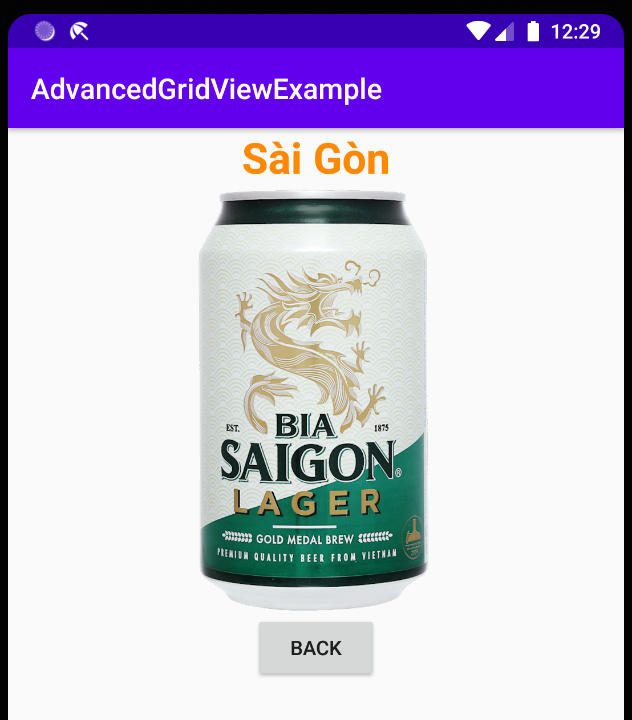 12:29
AdvancedGridViewExample
Sài Gòn
BIA
EST. 1875
SAIGON®
LAGER
GOLD MEDAL BREW
PREMIUM QUALITY BEER FROM VIETNAM
BACK